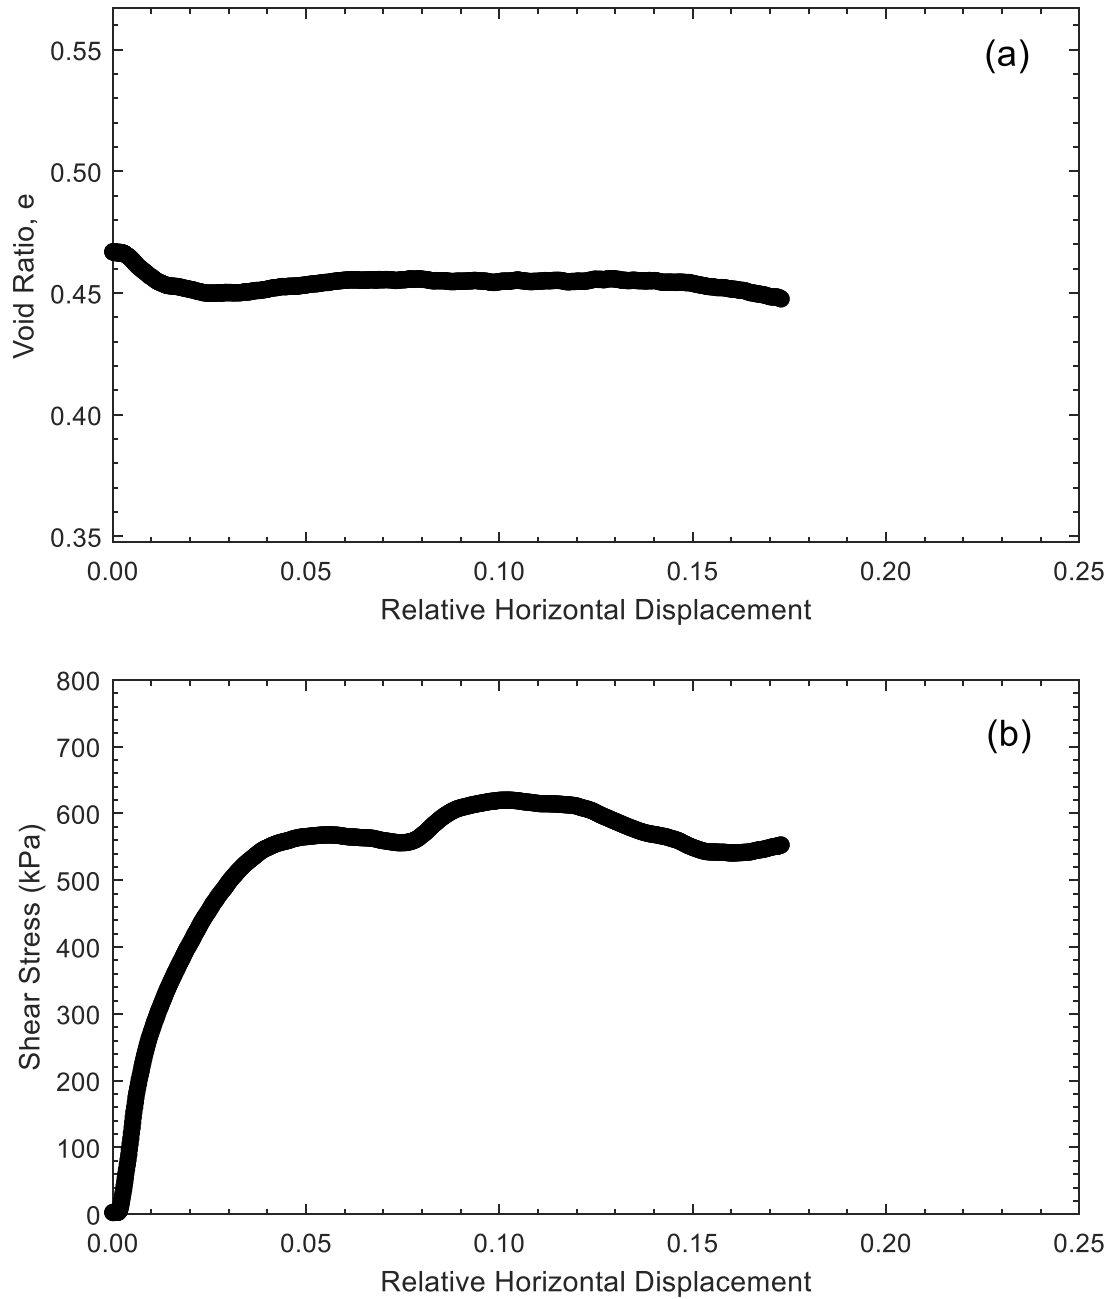 (a)
0.55
0.50
0.45
0.40
0.35
Void Ratio, e
0.00 0.05 0.10 0.15 0.20 0.25
Relative Horizontal Displacement
(b)
800
700
600
500
400
300
200
100
0
Shear Stress (kPa)
0.00 0.05 0.10 0.15 0.20 0.25
Relative Horizontal Displacement